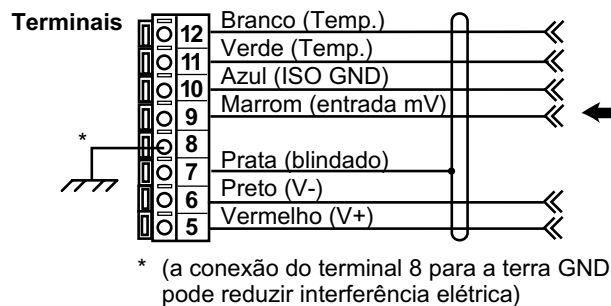 Terminais
12 Branco (Temp.)
11 Verde (Temp.)
10 Azul (ISO GND)
9 Marrom (entrada mV)
* 8
7 Prata (blindado)
6 Preto (V-)
5 Vermelho (V+)
* (a conexão do terminal 8 para a terra GND
pode reduzir interferência elétrica)